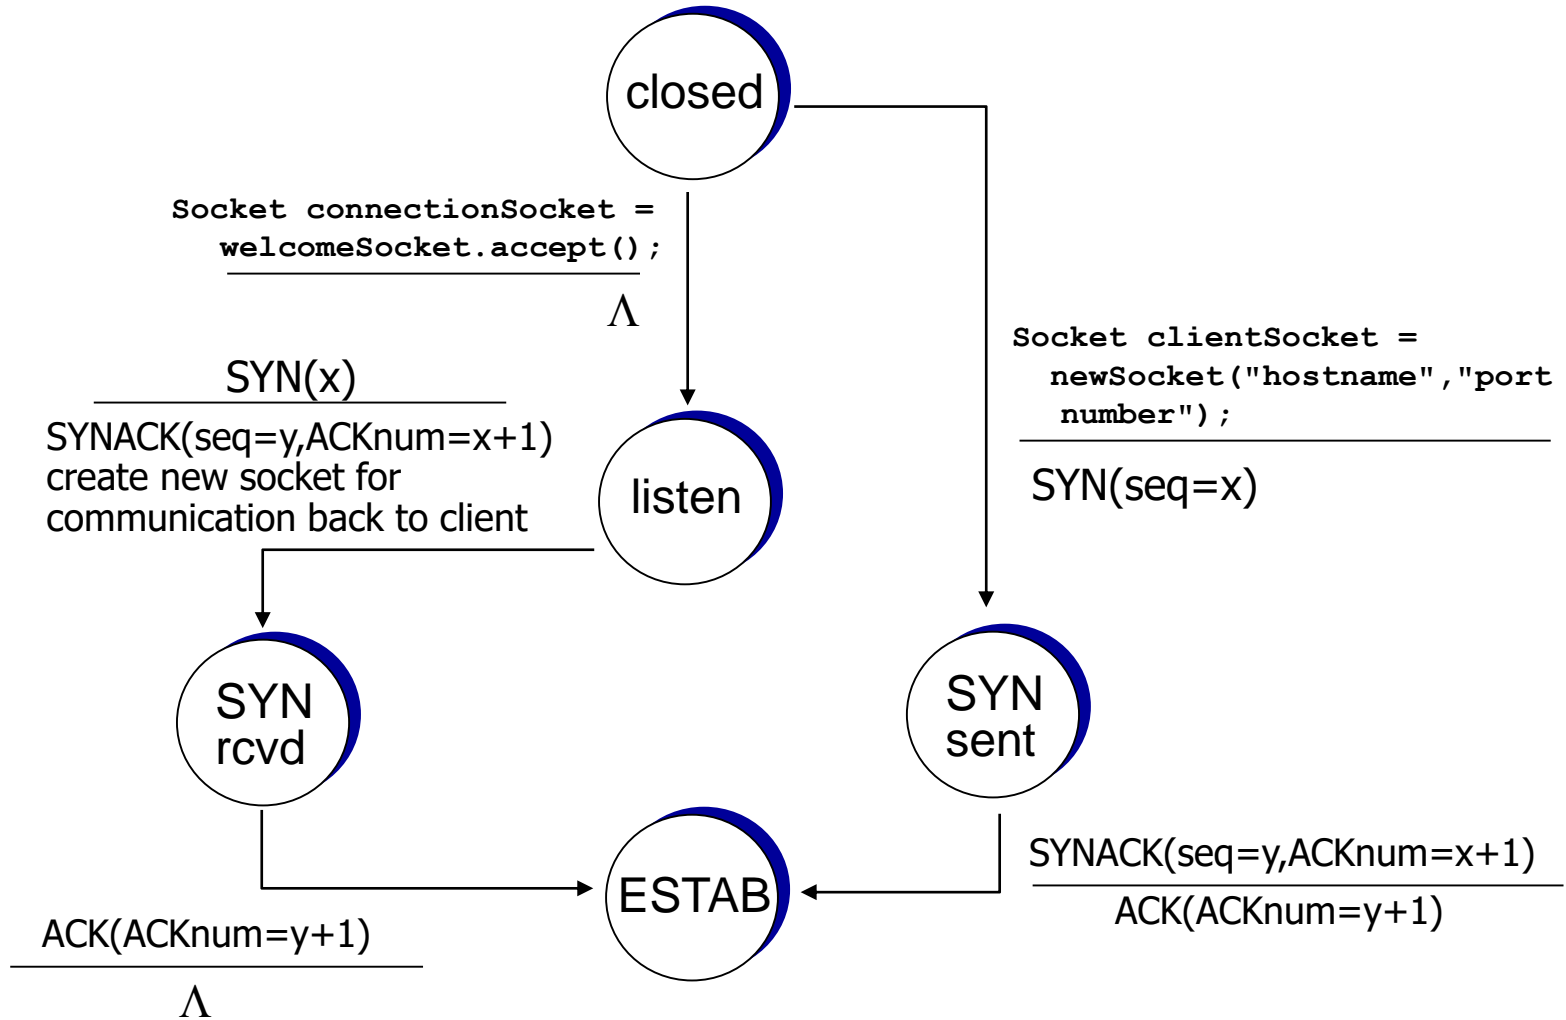 closed
Socket connectionSocket =
welcomeSocket.accept();
Λ
Socket clientSocket =
newSocket("hostname","port
number");
SYN(seq=x)
SYN(x)
SYNACK(seq=y,ACKnum=x+1)
create new socket for
communication back to client
listen
SYN
rcvd
SYN
sent
ESTAB
SYNACK(seq=y,ACKnum=x+1)
ACK(ACKnum=y+1)
ACK(ACKnum=y+1)
Λ